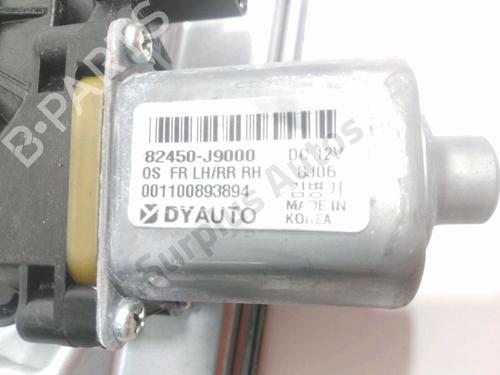 82450-J9000 DC 12V
OS FR LH/RR RH 8J06
001100893894 김병기
DYAUTO MADE IN
KOREA
B-PARTS
Surplus Autos